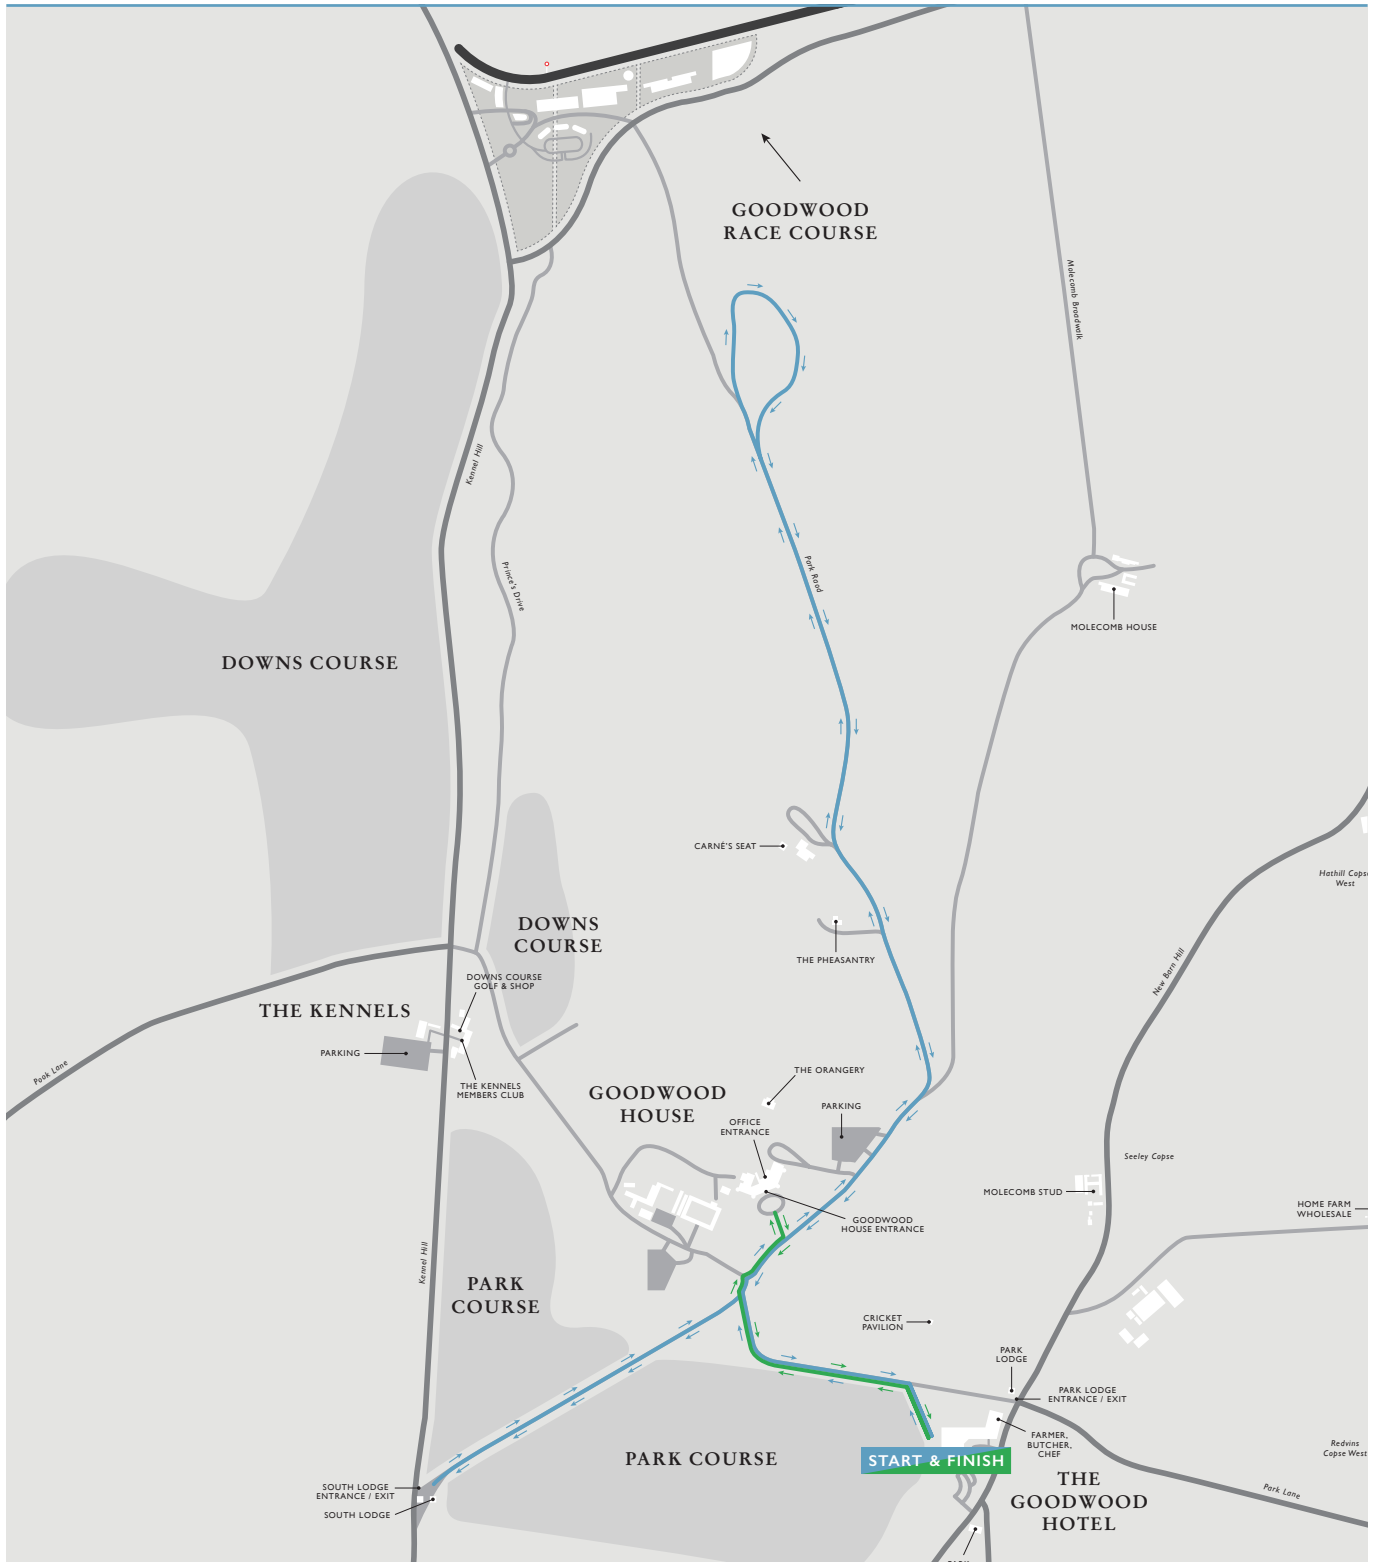 GOODWOOD
RACE COURSE
Molecomb Broadwalk
Kennel Hill
Park Road
Prince's Drive
MOLECOMB HOUSE
DOWNS COURSE
CARNÉ'S SEAT
Hathill Copse
West
DOWNS
COURSE
THE PHEASANTRY
New Barn Hill
DOWNS COURSE
GOLF & SHOP
THE KENNELS
PARKING
Pook Lane
THE KENNELS
MEMBERS CLUB
THE ORANGERY
GOODWOOD
HOUSE
PARKING
OFFICE
ENTRANCE
Seeley Copse
MOLECOMB STUD
HOME FARM
WHOLESALE
GOODWOOD
HOUSE ENTRANCE
Kennel Hill
PARK
COURSE
CRICKET
PAVILION
PARK
LODGE
PARK LODGE
ENTRANCE / EXIT
FARMER,
BUTCHER,
CHEF
Redvins
Copse West
PARK COURSE
START & FINISH
THE
GOODWOOD
HOTEL
Park Lane
SOUTH LODGE
ENTRANCE / EXIT
SOUTH LODGE